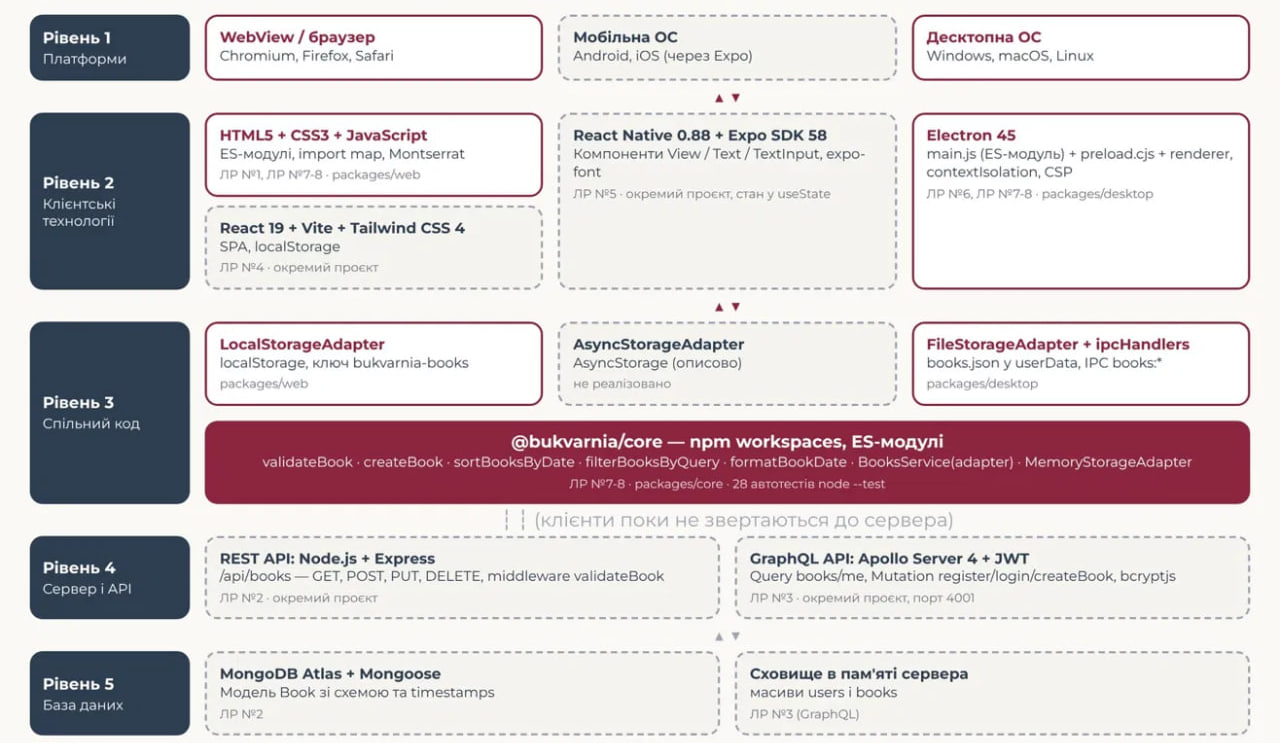 Рівень 1
Платформи
WebView / браузер
Chromium, Firefox, Safari
Мобільна ОС
Android, iOS (через Expo)
Десктопна ОС
Windows, macOS, Linux
▲ ▼
Рівень 2
Клієнтські
технології
HTML5 + CSS3 + JavaScript
ES-модулі, import map, Montserrat
ЛР №1, ЛР №7-8 · packages/web
React 19 + Vite + Tailwind CSS 4
SPA, localStorage
ЛР №4 · окремий проєкт
React Native 0.88 + Expo SDK 58
Компоненти View / Text / TextInput, expo-
font
ЛР №5 · окремий проєкт, стан у useState
Electron 45
main.js (ES-модуль) + preload.cjs + renderer,
contextIsolation, CSP
ЛР №6, ЛР №7-8 · packages/desktop
▲ ▼
Рівень 3
Спільний код
LocalStorageAdapter
localStorage, ключ bukvarnia-books
packages/web
AsyncStorageAdapter
AsyncStorage (описово)
не реалізовано
FileStorageAdapter + ipcHandlers
books.json у userData, IPC books:*
packages/desktop
@bukvarnia/core — npm workspaces, ES-модулі
validateBook · createBook · sortBooksByDate · filterBooksByQuery · formatBookDate · BooksService(adapter) · MemoryStorageAdapter
ЛР №7-8 · packages/core · 28 автотестів node --test
(клієнти поки не звертаються до сервера)
Рівень 4
Сервер і API
REST API: Node.js + Express
/api/books — GET, POST, PUT, DELETE, middleware validateBook
ЛР №2 · окремий проєкт
GraphQL API: Apollo Server 4 + JWT
Query books/me, Mutation register/login/createBook, bcryptjs
ЛР №3 · окремий проєкт, порт 4001
▲ ▼
Рівень 5
База даних
MongoDB Atlas + Mongoose
Модель Book зі схемою та timestamps
ЛР №2
Сховище в пам'яті сервера
масиви users і books
ЛР №3 (GraphQL)